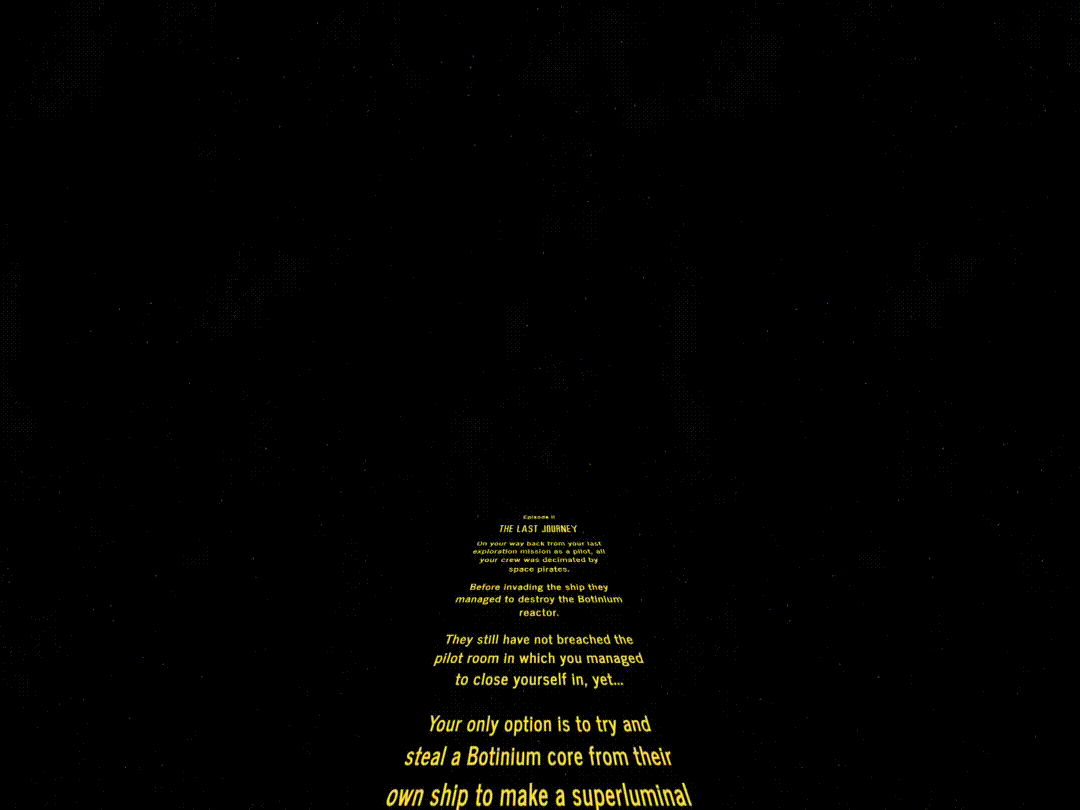 Episode II
THE LAST JOURNEY
On your way back from your last
exploration mission as a pilot, all
your crew was decimated by
space pirates.
Before invading the ship they
managed to destroy the Botinium
reactor.
They still have not breached the
pilot room in which you managed
to close yourself in, yet...
Your only option is to try and
steal a Botinium core from their
own ship to make a superluminal